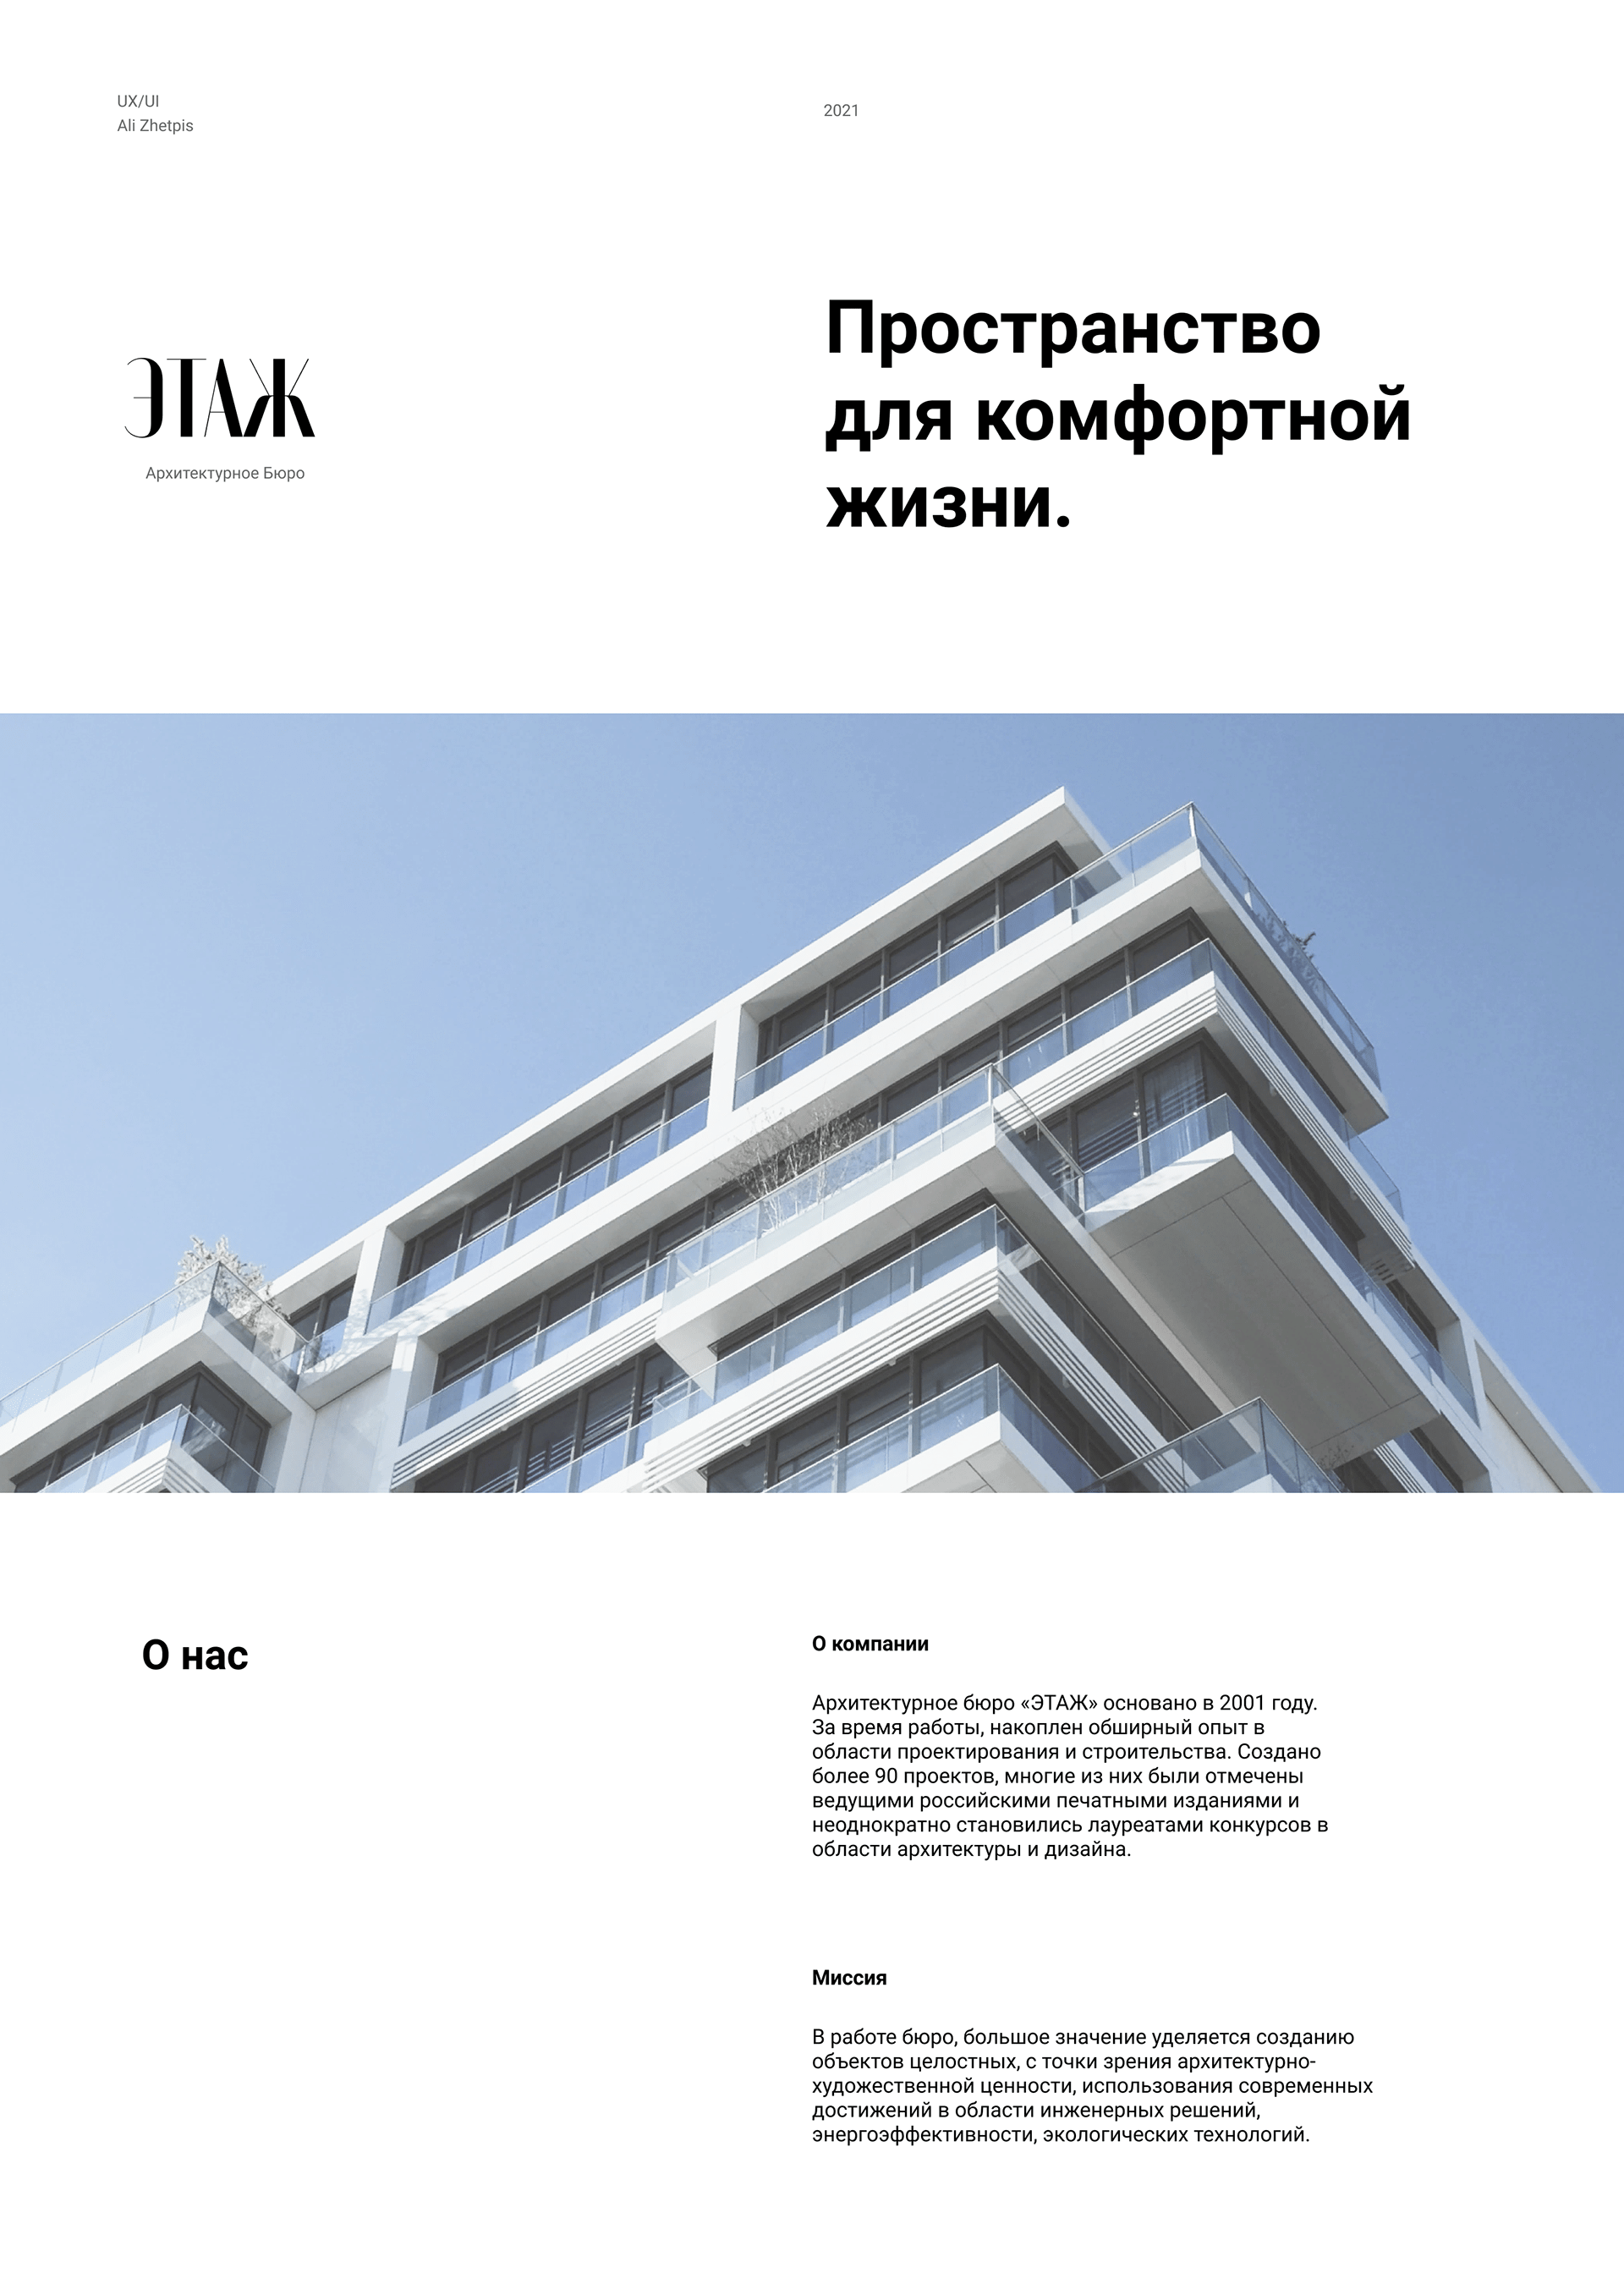 UX/UI
Ali Zhetpis
2021
ЭТАЖ
Архитектурное Бюро
Пространство
для комфортной
жизни.
О нас
О компании
Архитектурное бюро «ЭТАЖ» основано в 2001 году.
За время работы, накоплен обширный опыт в
области проектирования и строительства. Создано
более 90 проектов, многие из них были отмечены
ведущими российскими печатными изданиями и
неоднократно становились лауреатами конкурсов в
области архитектуры и дизайна.
Миссия
В работе бюро, большое значение уделяется созданию
объектов целостных, с точки зрения архитектурно-
художественной ценности, использования современных
достижений в области инженерных решений,
энергоэффективности, экологических технологий.